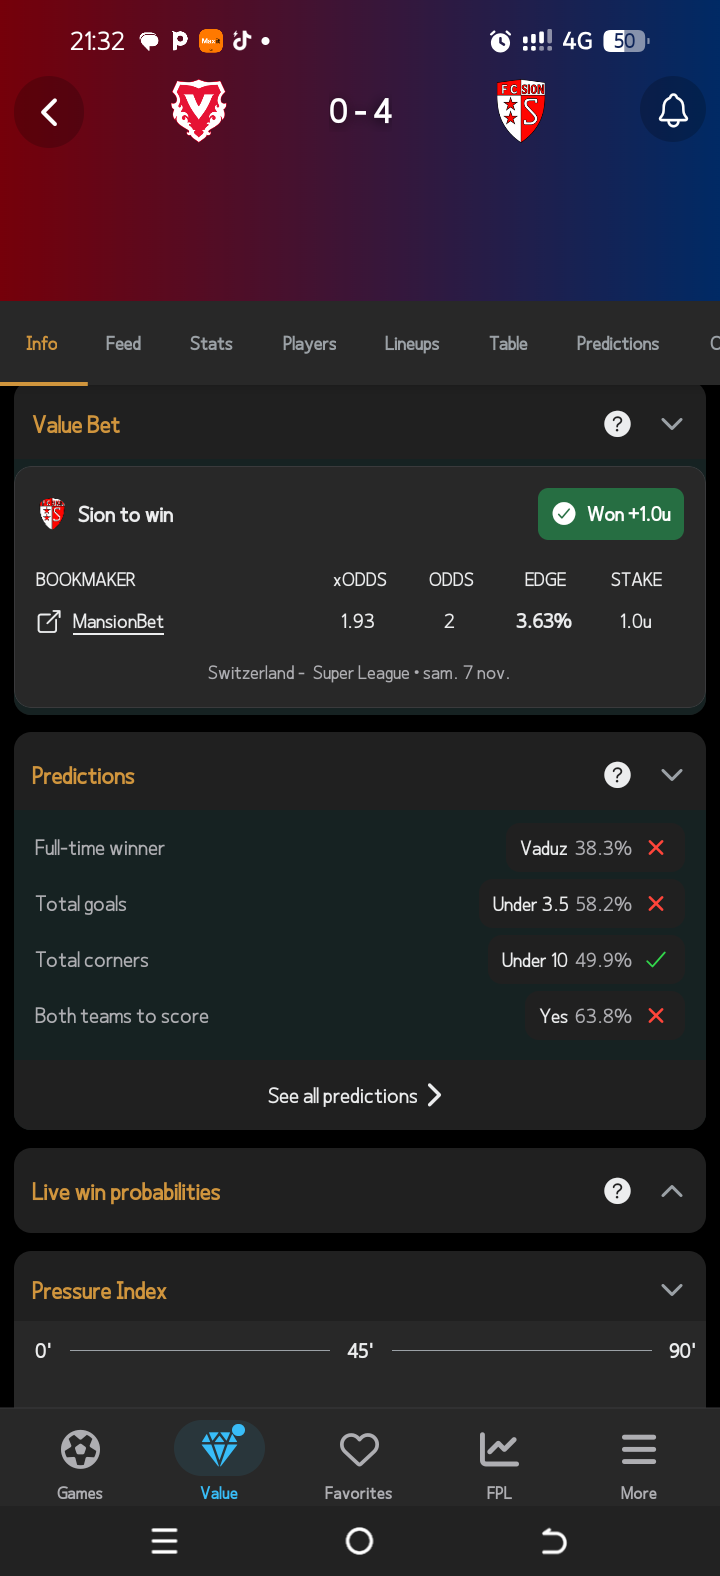 21:32 4G 50
0 - 4
FC SION
Info Feed Stats Players Lineups Table Predictions
Value Bet ?
Sion to win Won +1.0u
BOOKMAKER xODDS ODDS EDGE STAKE
MansionBet 1.93 2 3.63% 1.0u
Switzerland - Super League • sam. 7 nov.
Predictions ?
Full-time winner Vaduz 38.3%
Total goals Under 3.5 58.2%
Total corners Under 10 49.9%
Both teams to score Yes 63.8%
See all predictions
Live win probabilities ?
Pressure Index
0' 45' 90'
Games Value Favorites FPL More